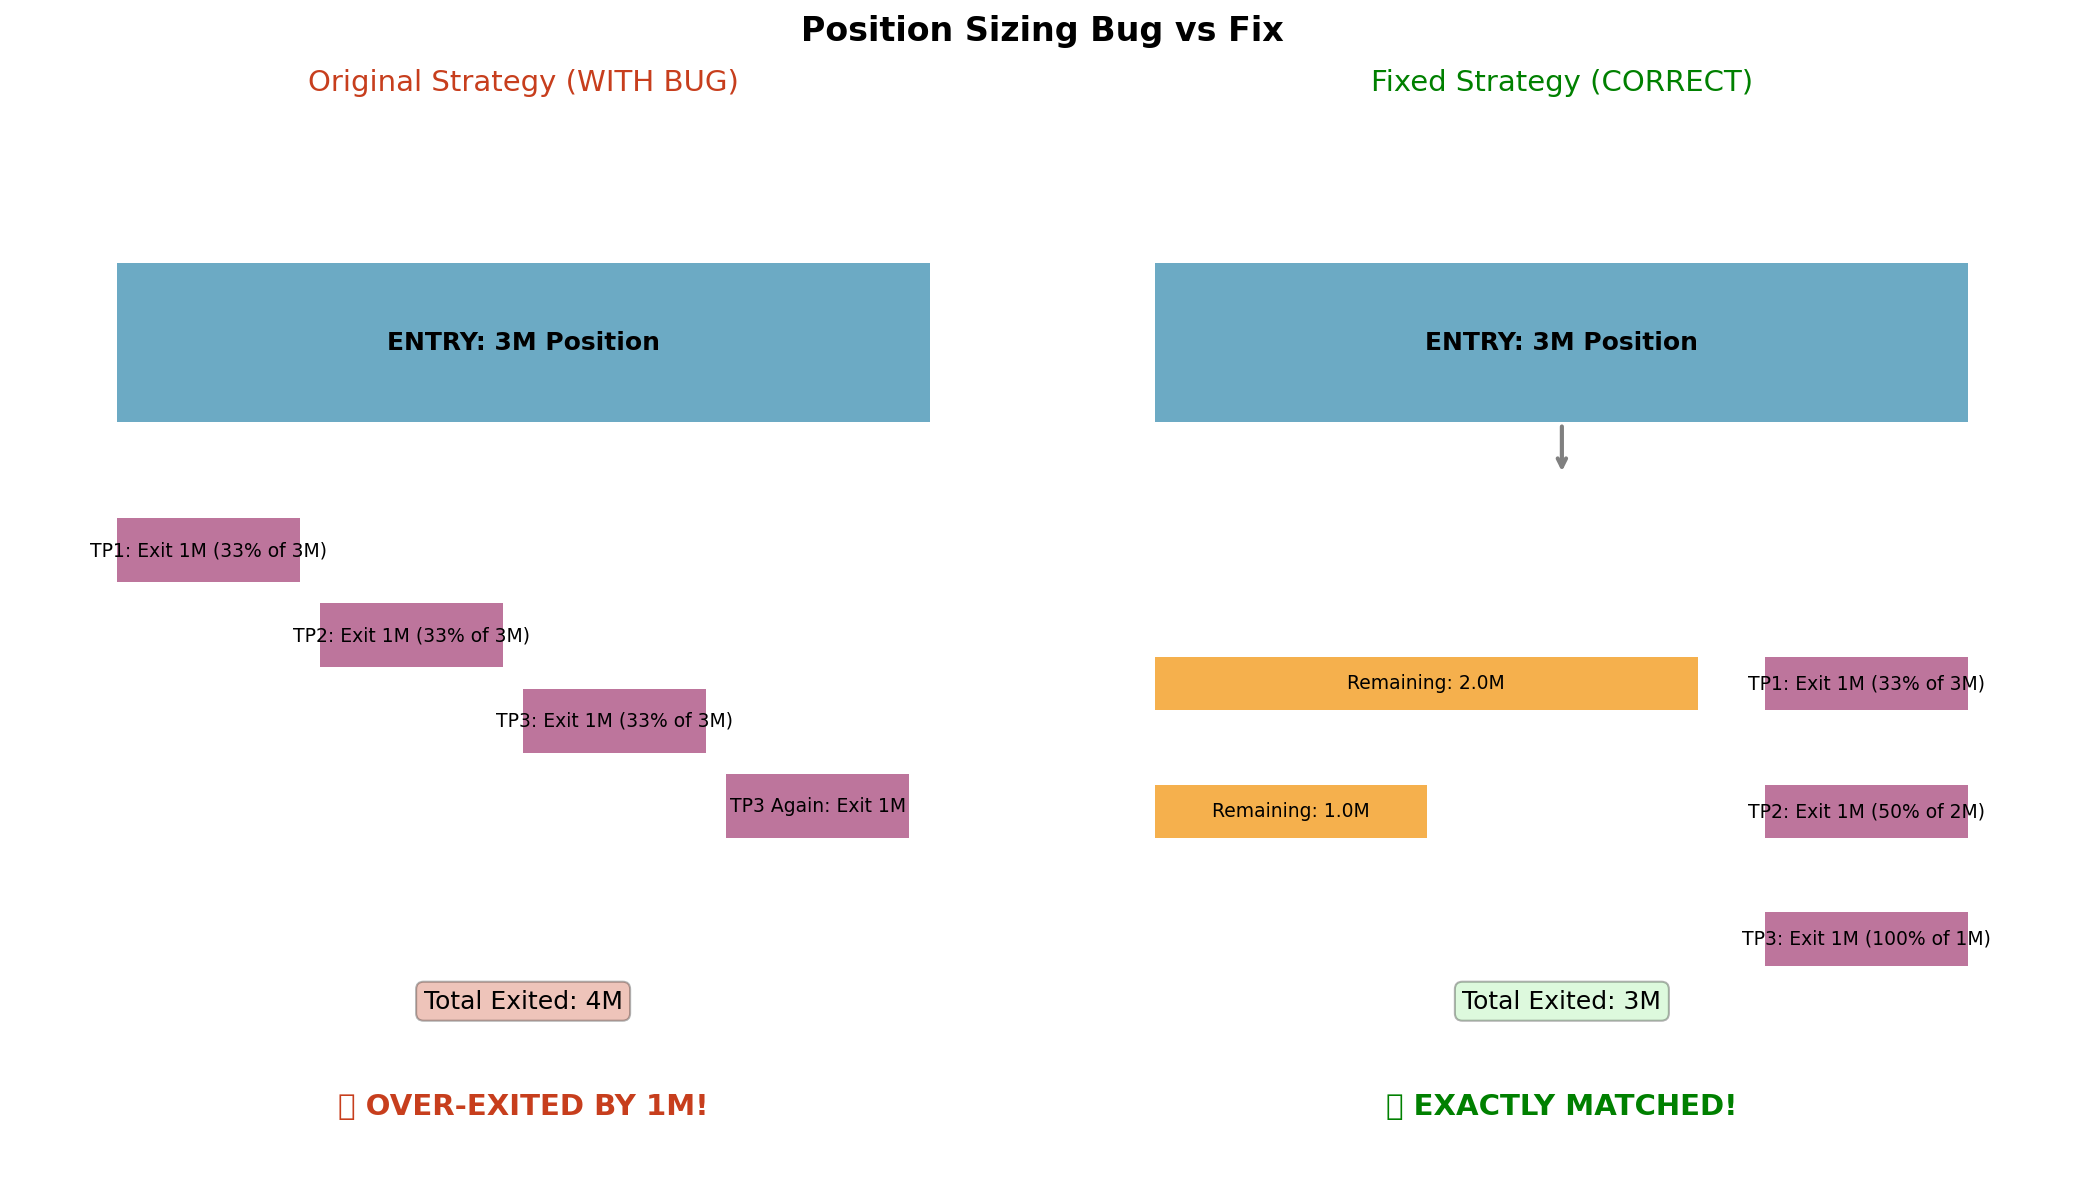 Position Sizing Bug vs Fix
Original Strategy (WITH BUG)
ENTRY: 3M Position
TP1: Exit 1M (33% of 3M)
TP2: Exit 1M (33% of 3M)
TP3: Exit 1M (33% of 3M)
TP3 Again: Exit 1M
Total Exited: 4M
OVER-EXITED BY 1M!
Fixed Strategy (CORRECT)
ENTRY: 3M Position
Remaining: 2.0M
TP1: Exit 1M (33% of 3M)
Remaining: 1.0M
TP2: Exit 1M (50% of 2M)
TP3: Exit 1M (100% of 1M)
Total Exited: 3M
EXACTLY MATCHED!